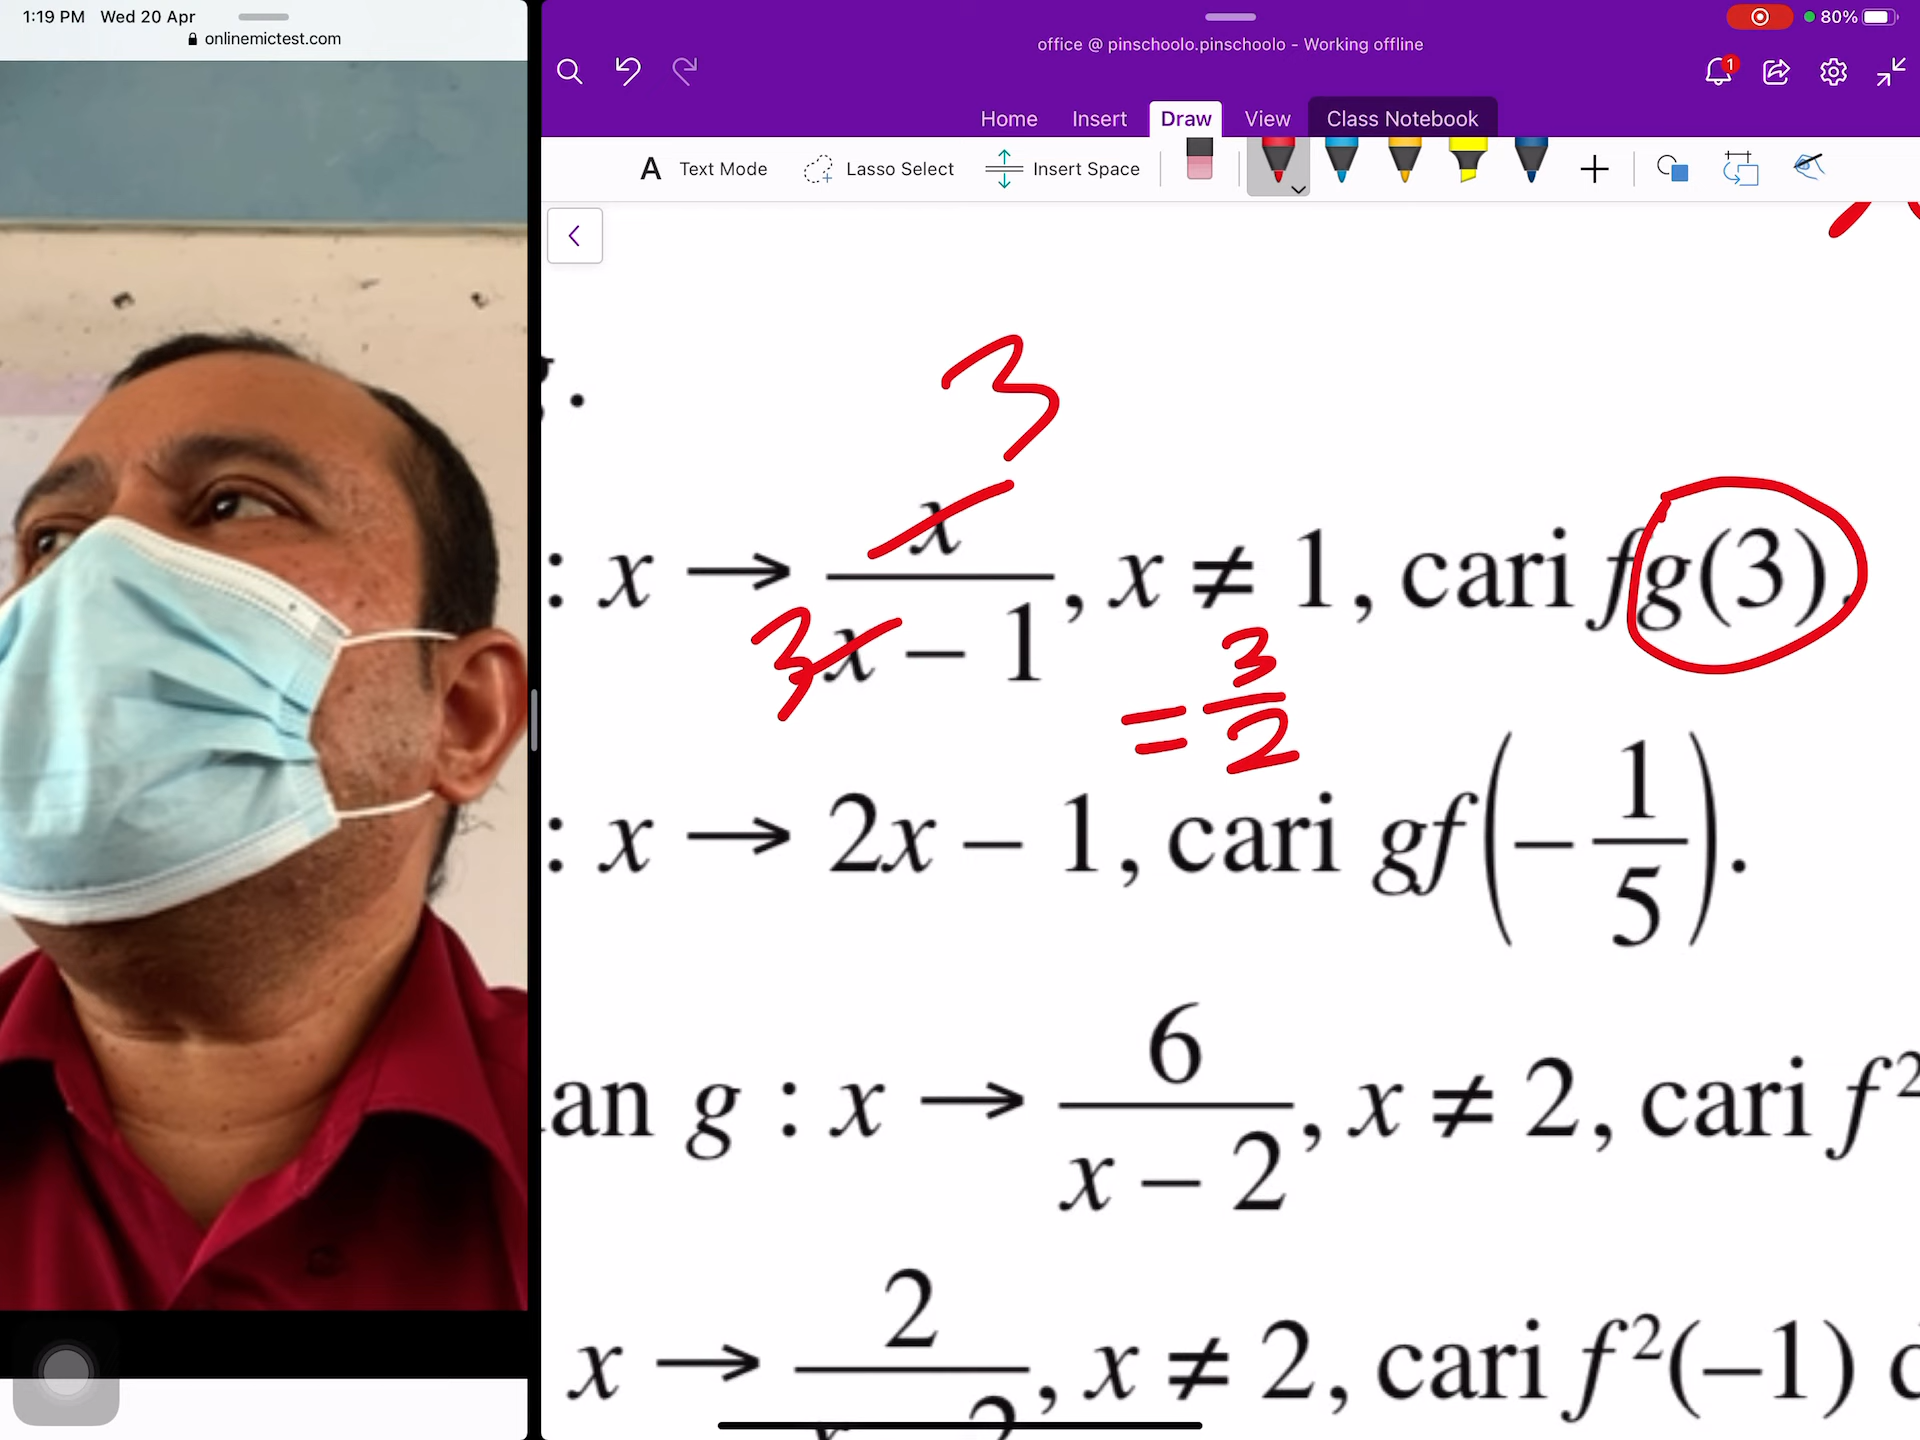 1:19 PM Wed 20 Apr
onlinemictest.com
80%
office @ pinschoolo.pinschoolo - Working offline
1
Home Insert Draw View Class Notebook
A Text Mode Lasso Select Insert Space
3
: x → x / x − 1, x ≠ 1, cari fg(3).
3
= 3/2
: x → 2x − 1, cari gf(−1/5).
an g : x → 6 / x − 2, x ≠ 2, cari f²
x → 2 /, x ≠ 2, cari f²(−1)